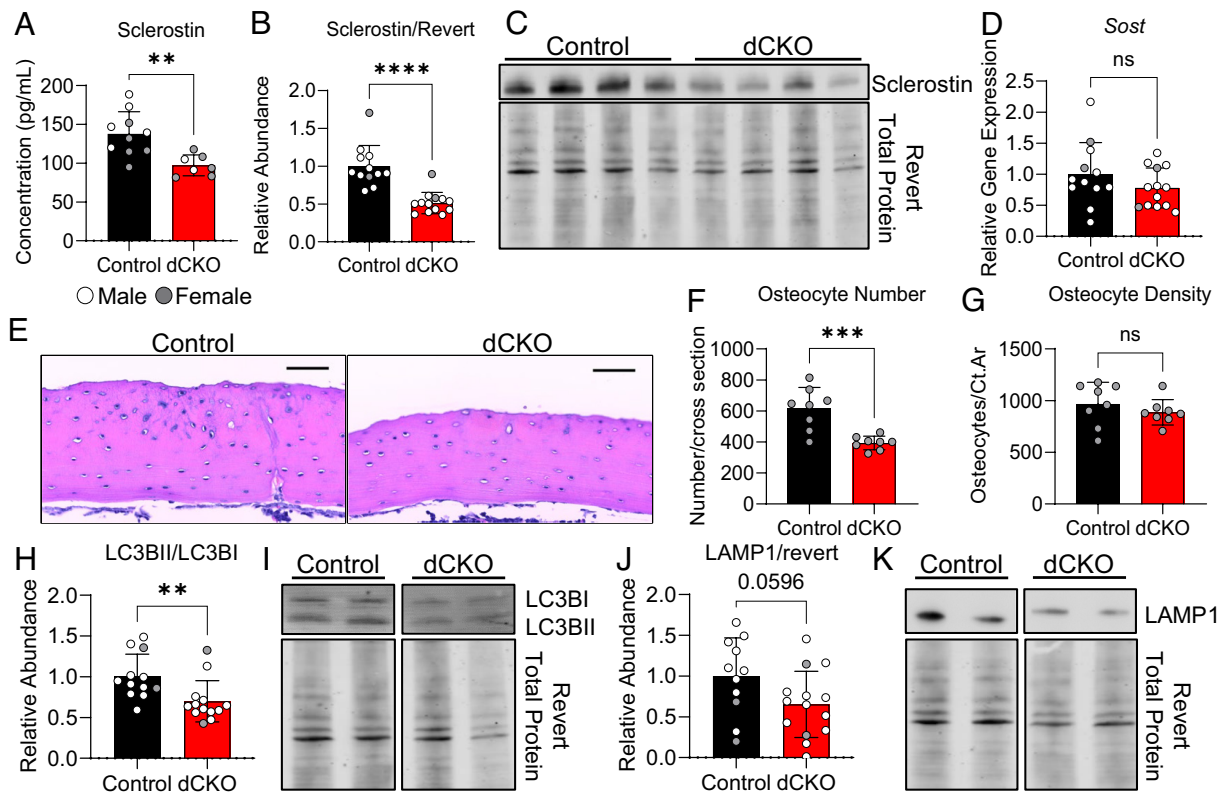 A
Sclerostin
**
Concentration (pg/mL)
200
150
100
50
0
Control dCKO
Male Female
B
Sclerostin/Revert
****
Relative Abundance
2.0
1.5
1.0
0.5
0.0
Control dCKO
C
Control
dCKO
Sclerostin
Revert
Total Protein
D
Sost
ns
Relative Gene Expression
2.5
2.0
1.5
1.0
0.5
0.0
Control dCKO
E
Control
dCKO
F
Osteocyte Number
***
Number/cross section
1000
800
600
400
200
0
Control dCKO
G
Osteocyte Density
ns
Osteocytes/Ct.Ar
1500
1000
500
0
Control dCKO
H
LC3BII/LC3BI
**
Relative Abundance
2.0
1.5
1.0
0.5
0.0
Control dCKO
I
Control
dCKO
LC3BI
LC3BII
Revert
Total Protein
J
LAMP1/revert
0.0596
Relative Abundance
2.0
1.5
1.0
0.5
0.0
Control dCKO
K
Control
dCKO
LAMP1
Revert
Total Protein